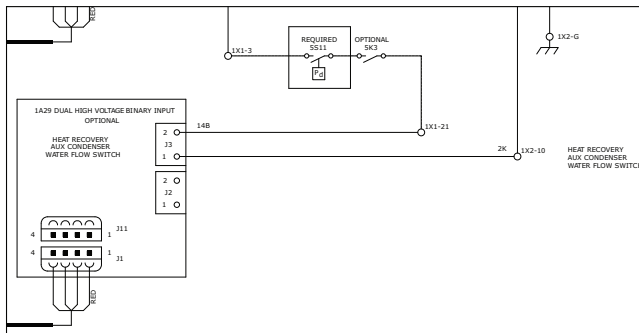 RED
1X1-3
REQUIRED
5S11
Pd
OPTIONAL
5K3
1X2-G
1A29 DUAL HIGH VOLTAGE BINARY INPUT
OPTIONAL
HEAT RECOVERY
AUX CONDENSER
WATER FLOW SWITCH
2
J3
1
14B
1X1-21
2K
1X2-10
HEAT RECOVERY
AUX CONDENSER
WATER FLOW SWITCH
2
J2
1
J11
4
1
4
1
J1
RED